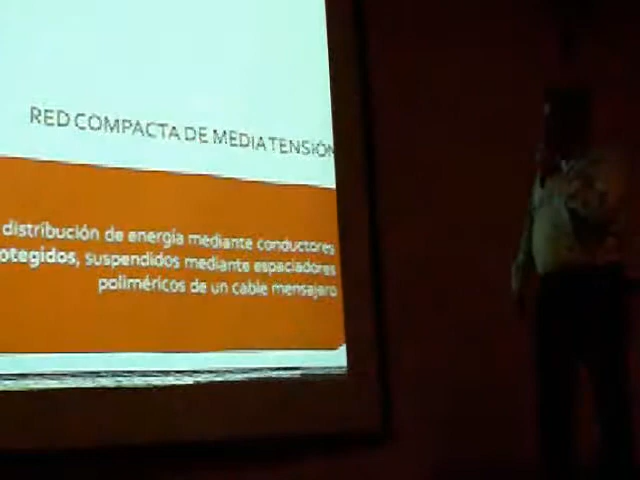 RED COMPACTA DE MEDIA TENSIÓN
distribución de energía mediante conductores
otegidos, suspendidos mediante espaciadores
poliméricos de un cable mensajero